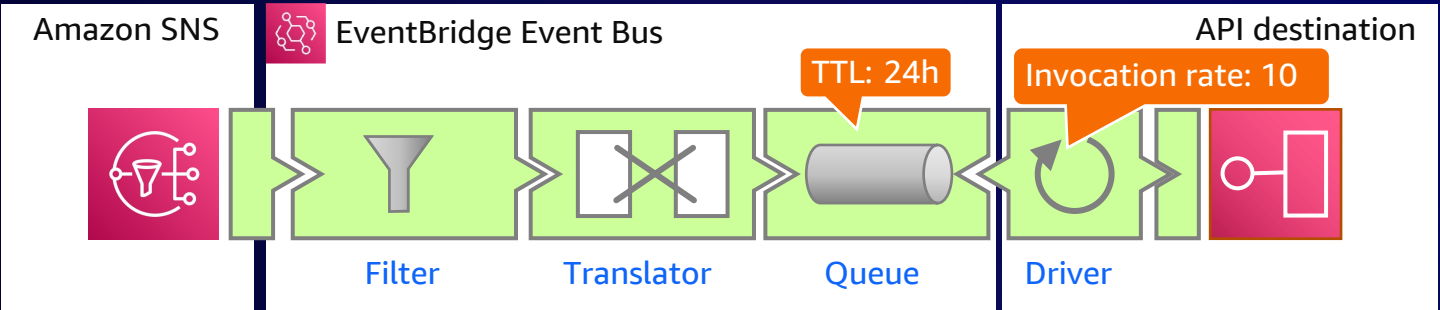 Amazon SNS
EventBridge Event Bus
API destination
TTL: 24h
Invocation rate: 10
Filter
Translator
Queue
Driver